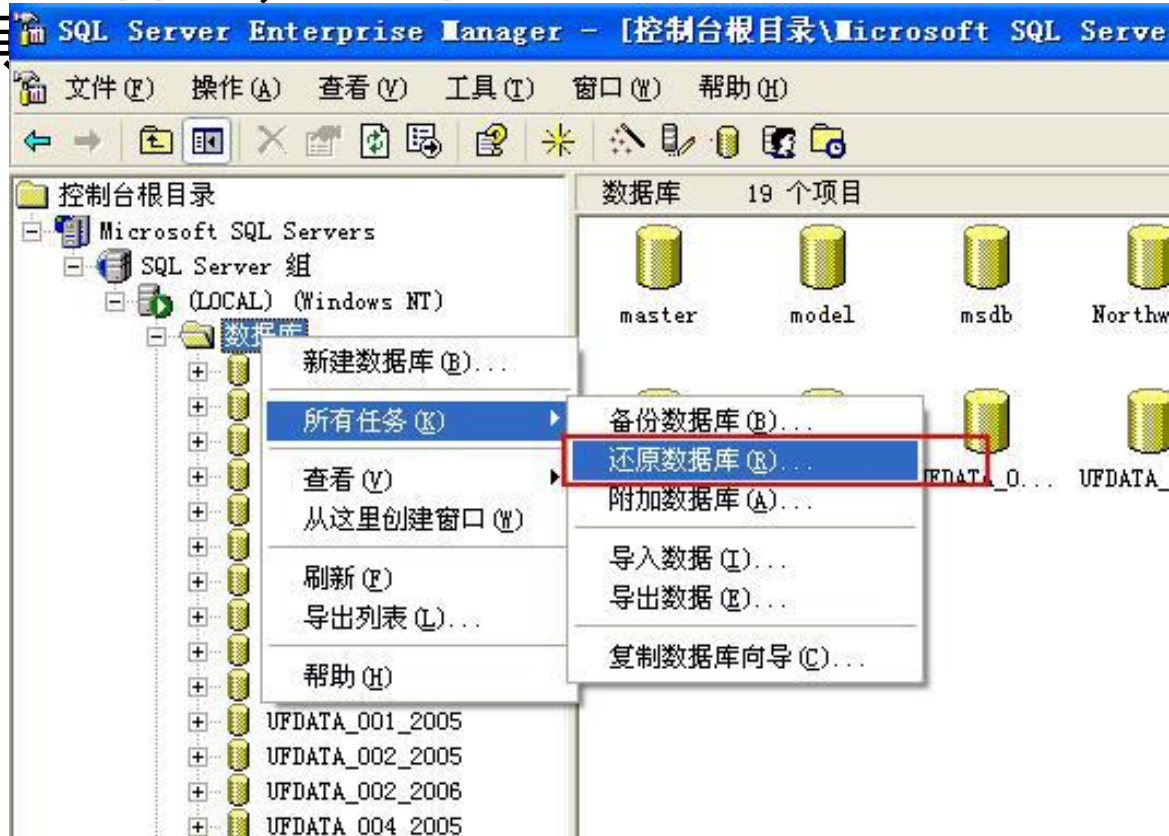 SQL Server Enterprise Manager - [控制台根目录\Microsoft SQL Serve
文件(F) 操作(A) 查看(V) 工具(T) 窗口(W) 帮助(H)
控制台根目录
Microsoft SQL Servers
SQL Server 组
(LOCAL) (Windows NT)
数据库
新建数据库(B)...
所有任务(K)
查看(V)
从这里创建窗口(W)
刷新(F)
导出列表(L)...
帮助(H)
UFDATA_001_2005
UFDATA_002_2005
UFDATA_002_2006
UFDATA_004_2005
数据库 19 个项目
master model msdb Northw
备份数据库(B)...
还原数据库(R)...
附加数据库(A)...
导入数据(I)...
导出数据(E)...
复制数据库向导(C)...
UFDATA_0... UFDATA_